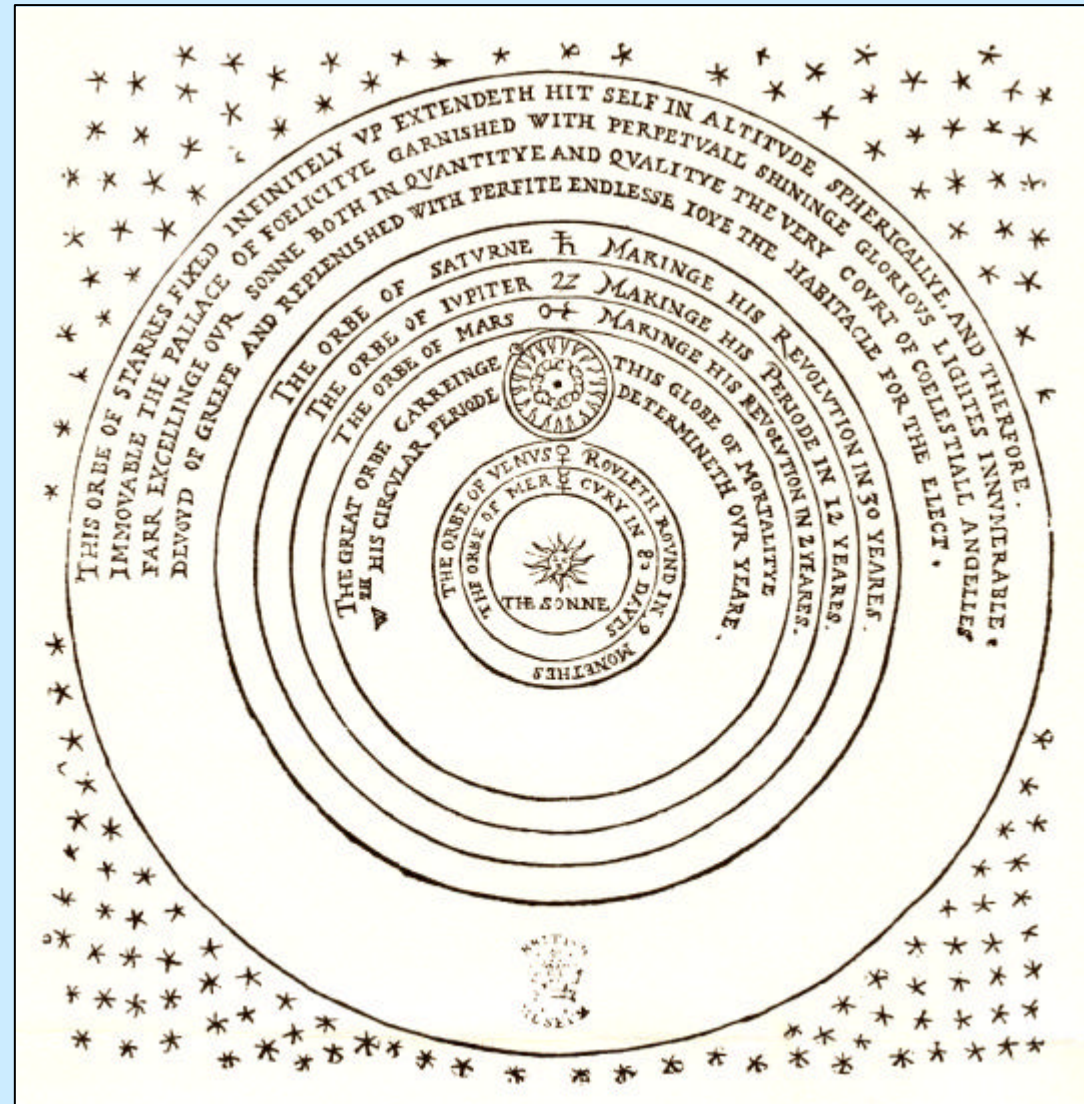 THIS ORBE OF STARRES FIXED INFINITELY VP EXTENDETH HIT SELF IN ALTITVDE SPHERICALLYE, AND THERFORE.
IMMOVABLE THE PALLACE OF FOELICITYE GARNISHED WITH PERPETVALL SHININGE GLORIOVS LIGHTES INNVMERABLE.
FARR EXCELLINGE OVR SONNE BOTH IN QVANTITYE AND QVALITYE THE VERY COVRT OF COELESTIALL ANGELLES
DEVOYD OF GREEFE AND REPLENISHED WITH PERFITE ENDLESSE IOYE THE HABITACLE FOR THE ELECT.
THE ORBE OF SATVRNE ♄ MAKINGE HIS REVOLVTION IN 30 YEARES.
THE ORBE OF IVPITER ♃ MAKINGE HIS PERIODE IN 12 YEARES.
THE ORBE OF MARS ♂ MAKINGE HIS REVOLVTION IN 2 YEARES.
THE GREAT ORBE CARREINGE THIS GLOBE OF MORTALITYE
WTH HIS CIRCVLAR PERIODE DETERMINETH OVR YEARE.
THE ORBE OF VENVS ♀ ROVLETH ROVND IN 9 MONETHES
THE ORBE OF MER ☿ CVRY IN 80 DAYES
THE SONNE
BRITISH
MVSEVM